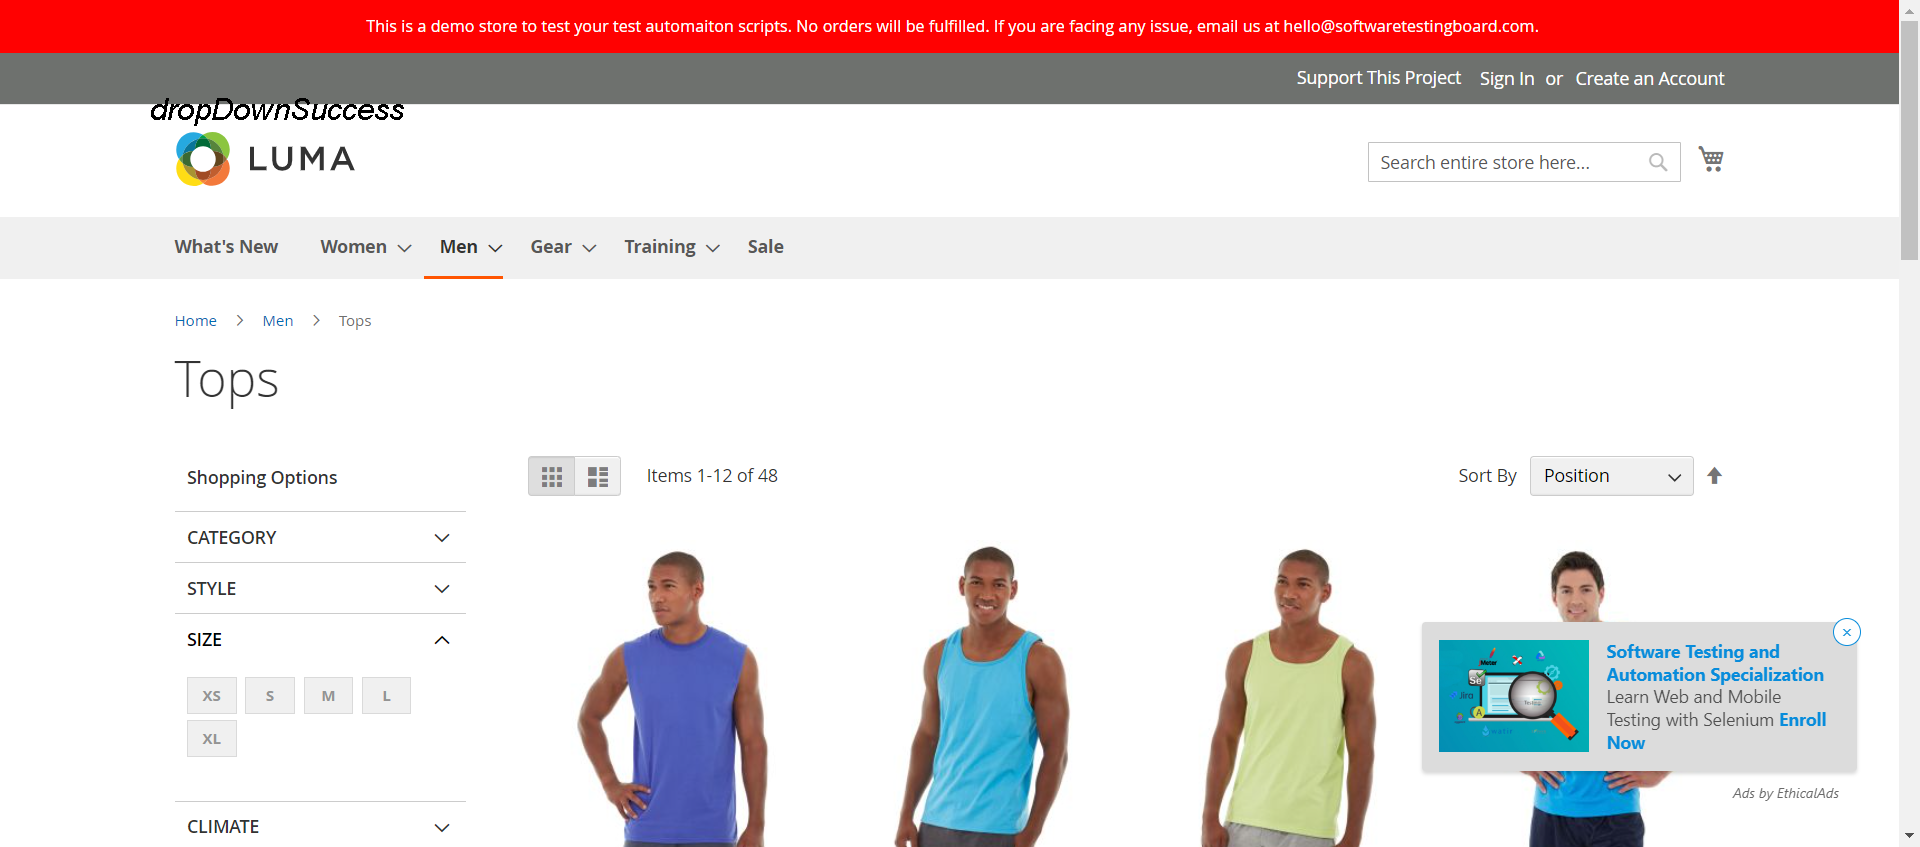 This is a demo store to test your test automaiton scripts. No orders will be fulfilled. If you are facing any issue, email us at hello@softwaretestingboard.com.
Support This Project Sign In or Create an Account
dropDownSuccess
LUMA
Search entire store here...
What's New Women Men Gear Training Sale
Home Men Tops
Tops
Shopping Options
Items 1-12 of 48
Sort By Position
CATEGORY
STYLE
SIZE
XS S M L
XL
CLIMATE
Software Testing and
Automation Specialization
Learn Web and Mobile
Testing with Selenium Enroll
Now
Ads by EthicalAds